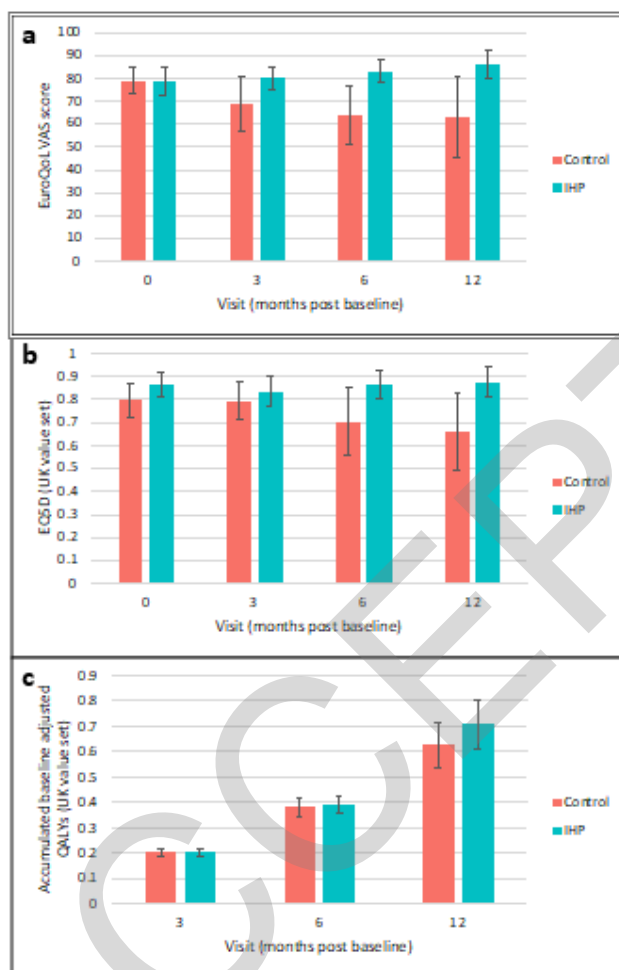 a
100
90
80
70
60
50
40
30
20
10
0
EuroQoL VAS score
0 3 6 12
Visit (months post baseline)
Control
IHP
b
1
0.9
0.8
0.7
0.6
0.5
0.4
0.3
0.2
0.1
0
EQ5D (UK value set)
0 3 6 12
Visit (months post baseline)
Control
IHP
c
0.9
0.8
0.7
0.6
0.5
0.4
0.3
0.2
0.1
0
Accumulated baseline adjusted
QALYs (UK value set)
3 6 12
Visit (months post baseline)
Control
IHP
CCEPT